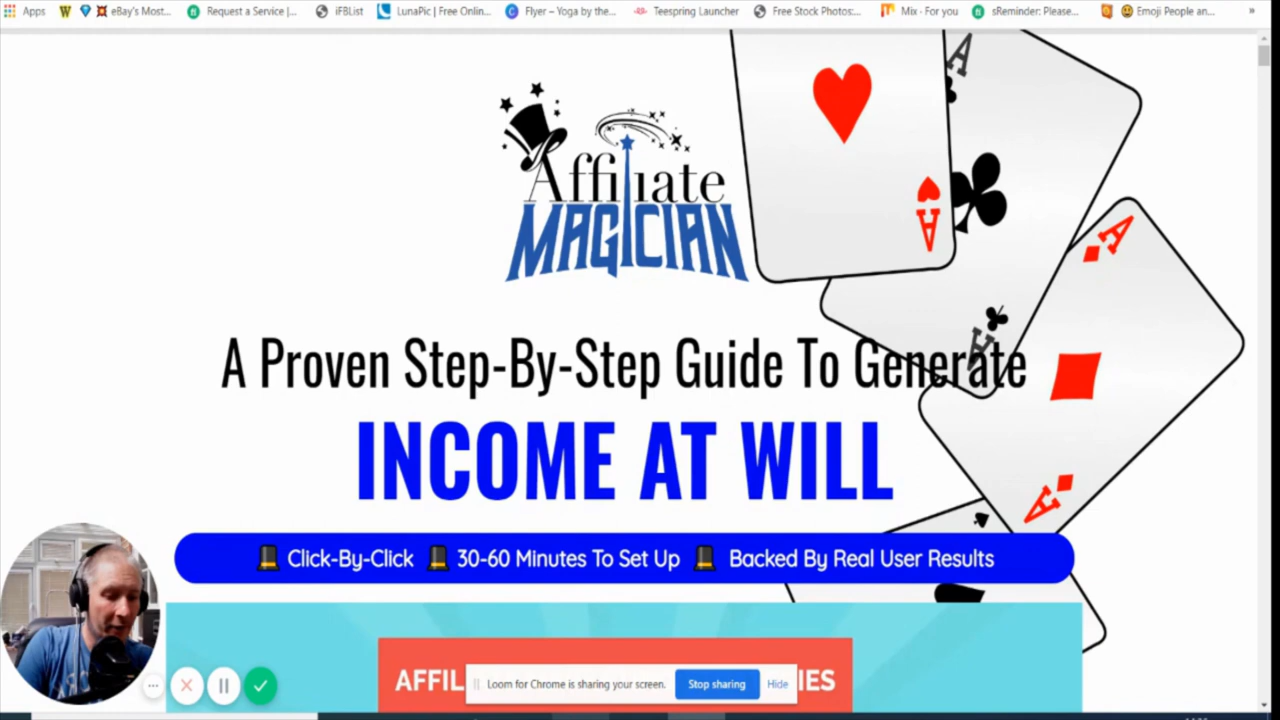 Apps
eBay's Most...
Request a Service |...
iFBList
LunaPic | Free Onlin...
Flyer – Yoga by the...
Teespring Launcher
Free Stock Photos:...
Mix - For you
sReminder: Please...
Emoji People an...
»
A
A
A
A
A
Affiliate
MAGICIAN
A Proven Step-By-Step Guide To Generate
INCOME AT WILL
Click-By-Click 30-60 Minutes To Set Up Backed By Real User Results
Loom for Chrome is sharing your screen. Stop sharing Hide